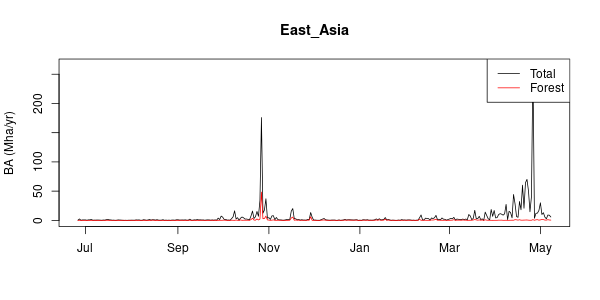 East_Asia
Total
Forest
BA (Mha/yr)
200
100
50
0
Jul Sep Nov Jan Mar May